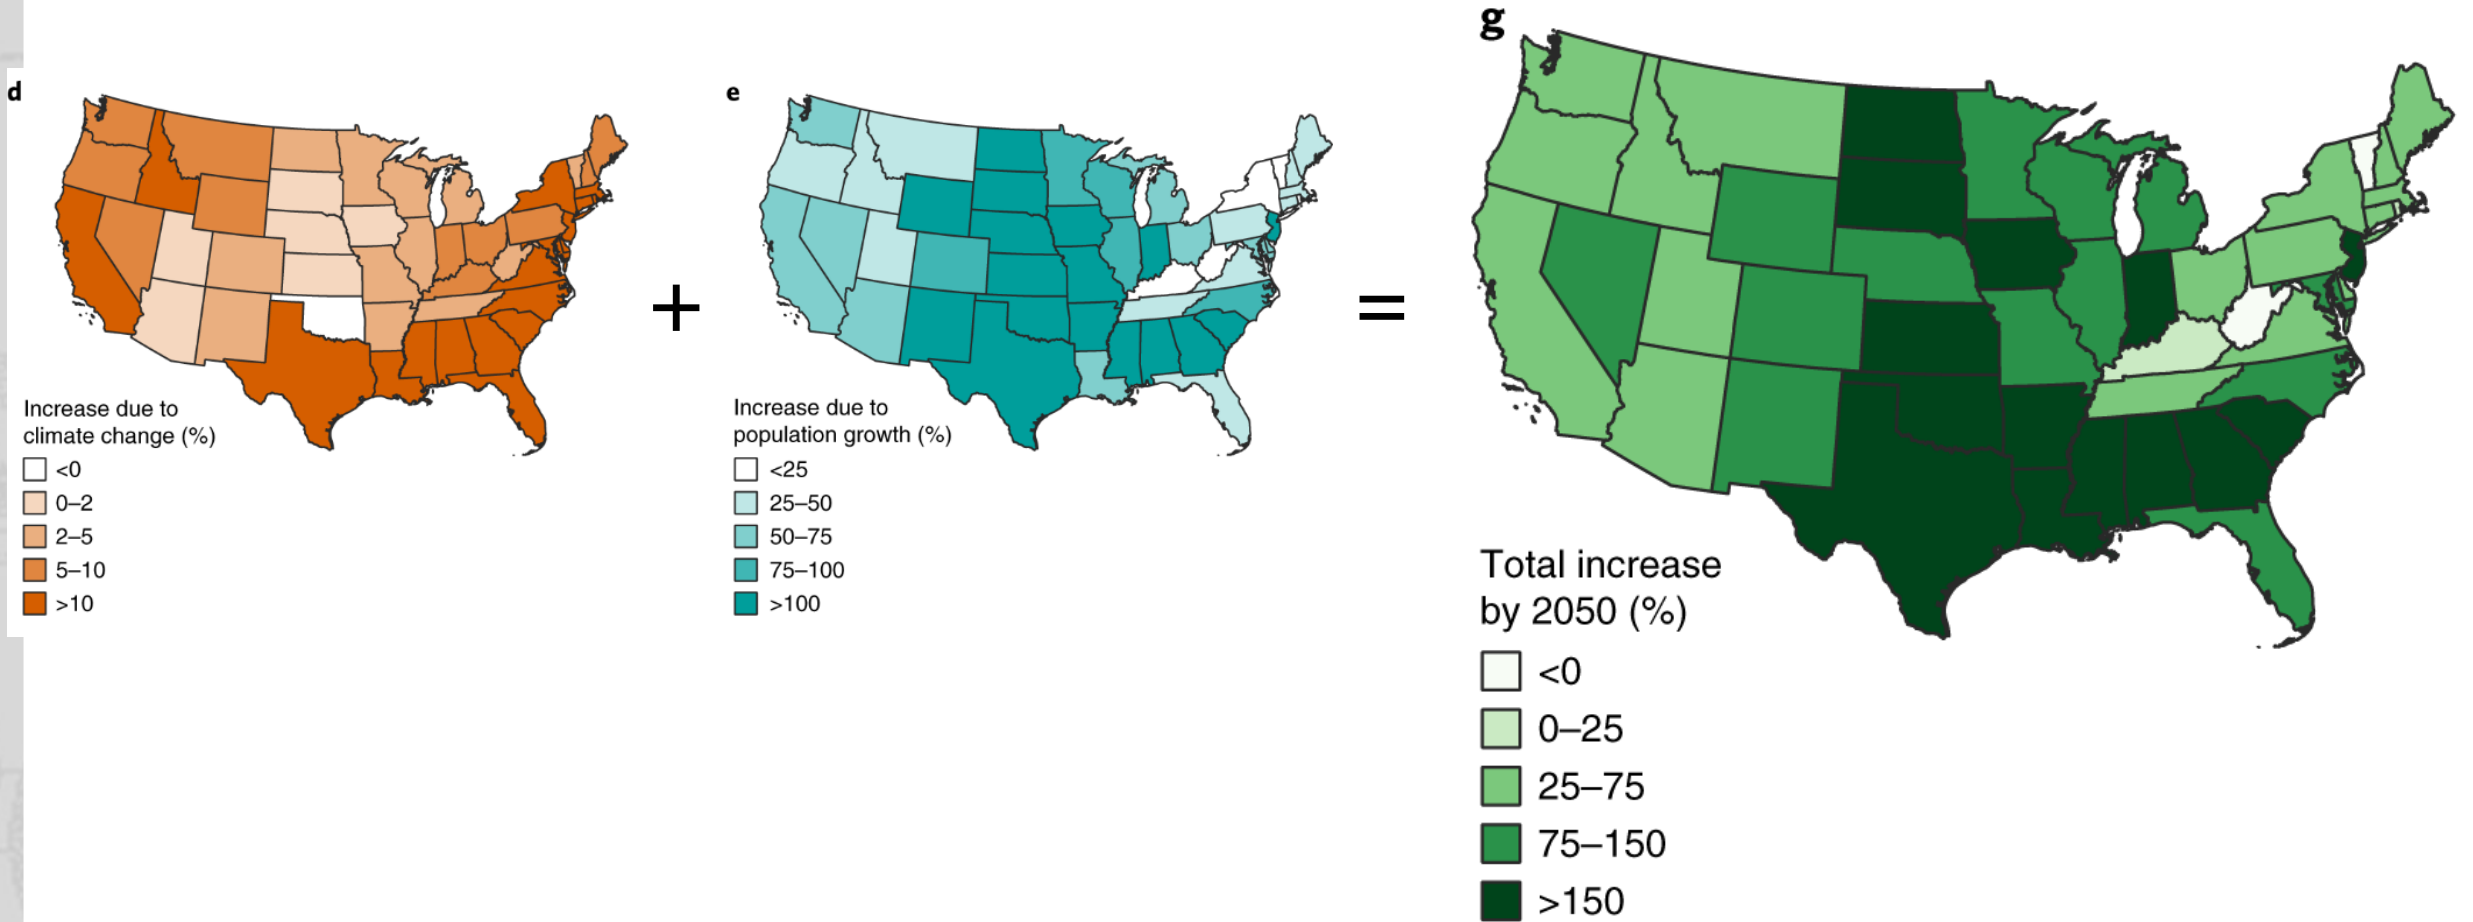 d
Increase due to
climate change (%)
<0
0–2
2–5
5–10
>10
+
e
Increase due to
population growth (%)
<25
25–50
50–75
75–100
>100
=
g
Total increase
by 2050 (%)
<0
0–25
25–75
75–150
>150